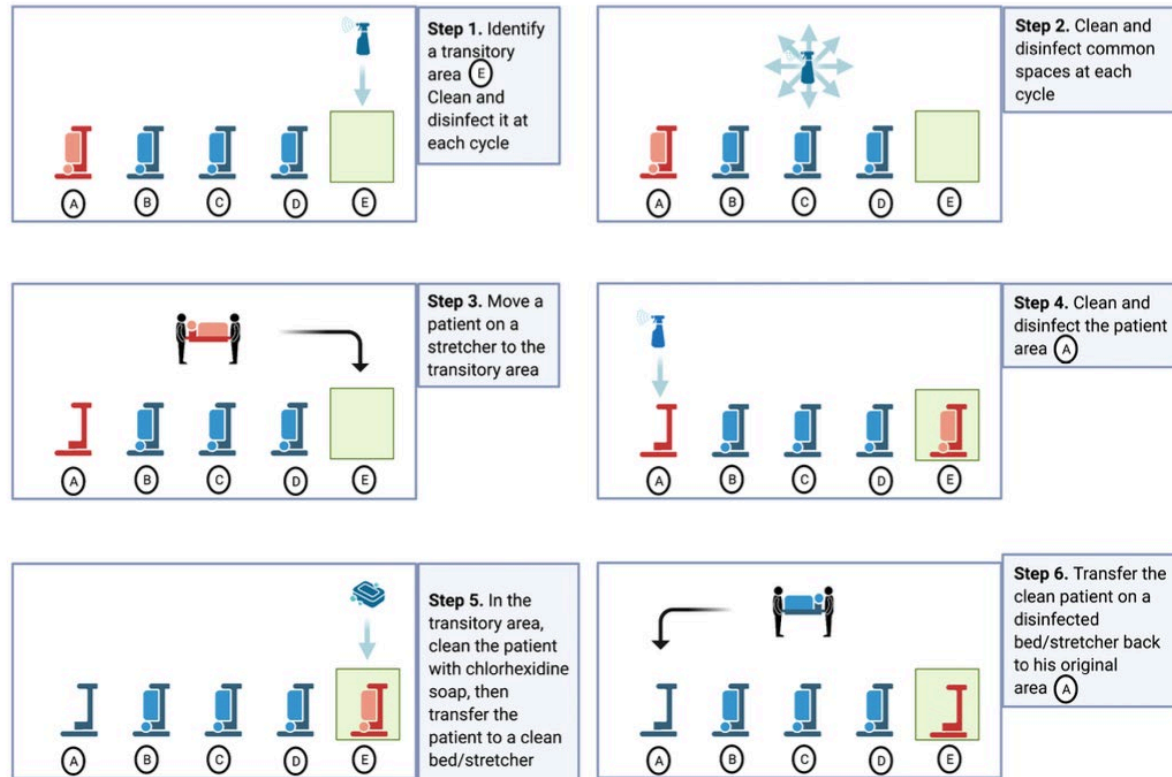 Step 1. Identify
a transitory
area E
Clean and
disinfect it at
each cycle
A B C D E
Step 2. Clean and
disinfect common
spaces at each
cycle
A B C D E
Step 3. Move a
patient on a
stretcher to the
transitory area
A B C D E
Step 4. Clean and
disinfect the patient
area A
A B C D E
Step 5. In the
transitory area,
clean the patient
with chlorhexidine
soap, then
transfer the
patient to a clean
bed/stretcher
A B C D E
Step 6. Transfer the
clean patient on a
disinfected
bed/stretcher back
to his original
area A
A B C D E